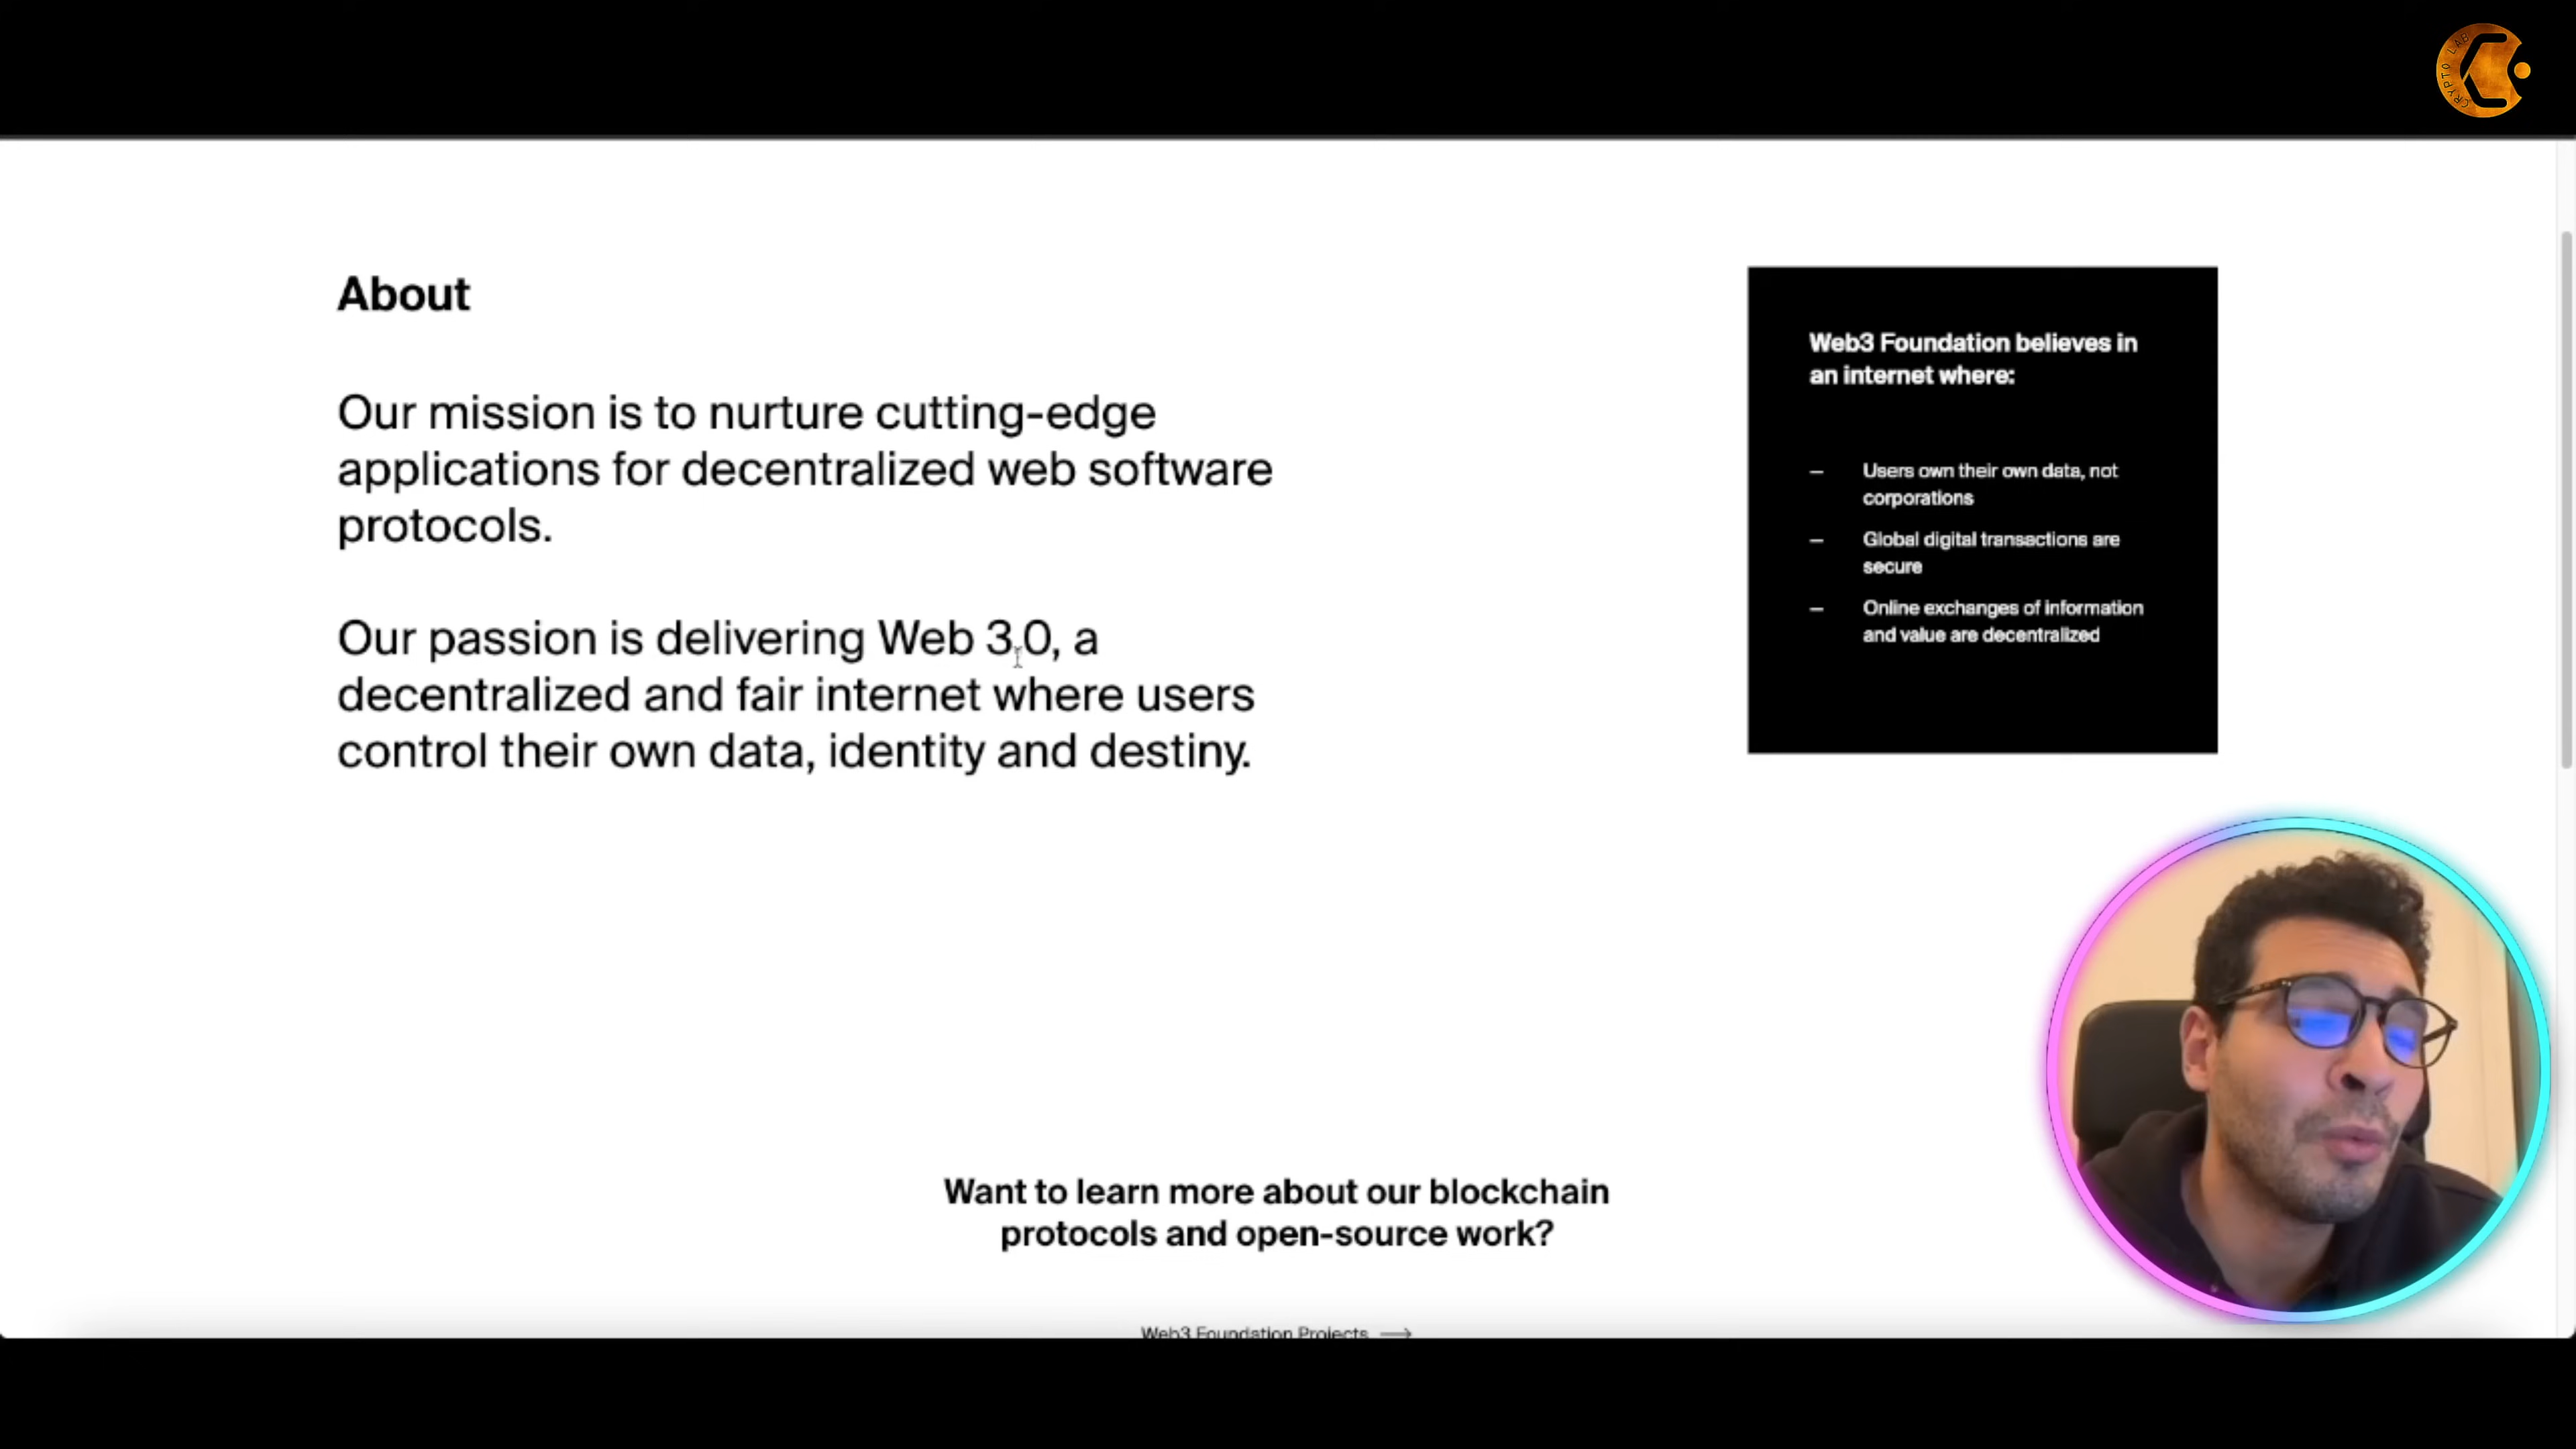 CRYPTO LAB
About
Our mission is to nurture cutting-edge
applications for decentralized web software
protocols.
Our passion is delivering Web 3.0, a
decentralized and fair internet where users
control their own data, identity and destiny.
Web3 Foundation believes in
an internet where:
– Users own their own data, not
corporations
– Global digital transactions are
secure
– Online exchanges of information
and value are decentralized
Want to learn more about our blockchain
protocols and open-source work?
Web3 Foundation Projects →